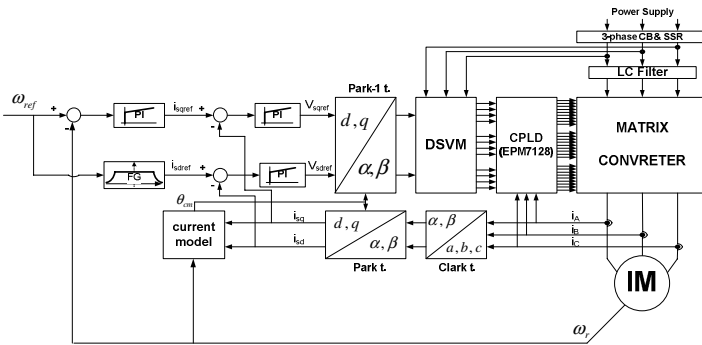 Power Supply
3-phase CB& SSR
LC Filter
Park-1 t.
ω_ref
+
-
PI
i_sqref
+
-
PI
V_sqref
d,q
α,β
DSVM
CPLD
(EPM7128)
MATRIX
CONVRETER
FG
i_sdref
+
-
PI
V_sdref
θ_cm
current
model
i_sq
i_sd
d,q
α,β
Park t.
α,β
a,b,c
Clark t.
i_A
i_B
i_C
IM
ω_r